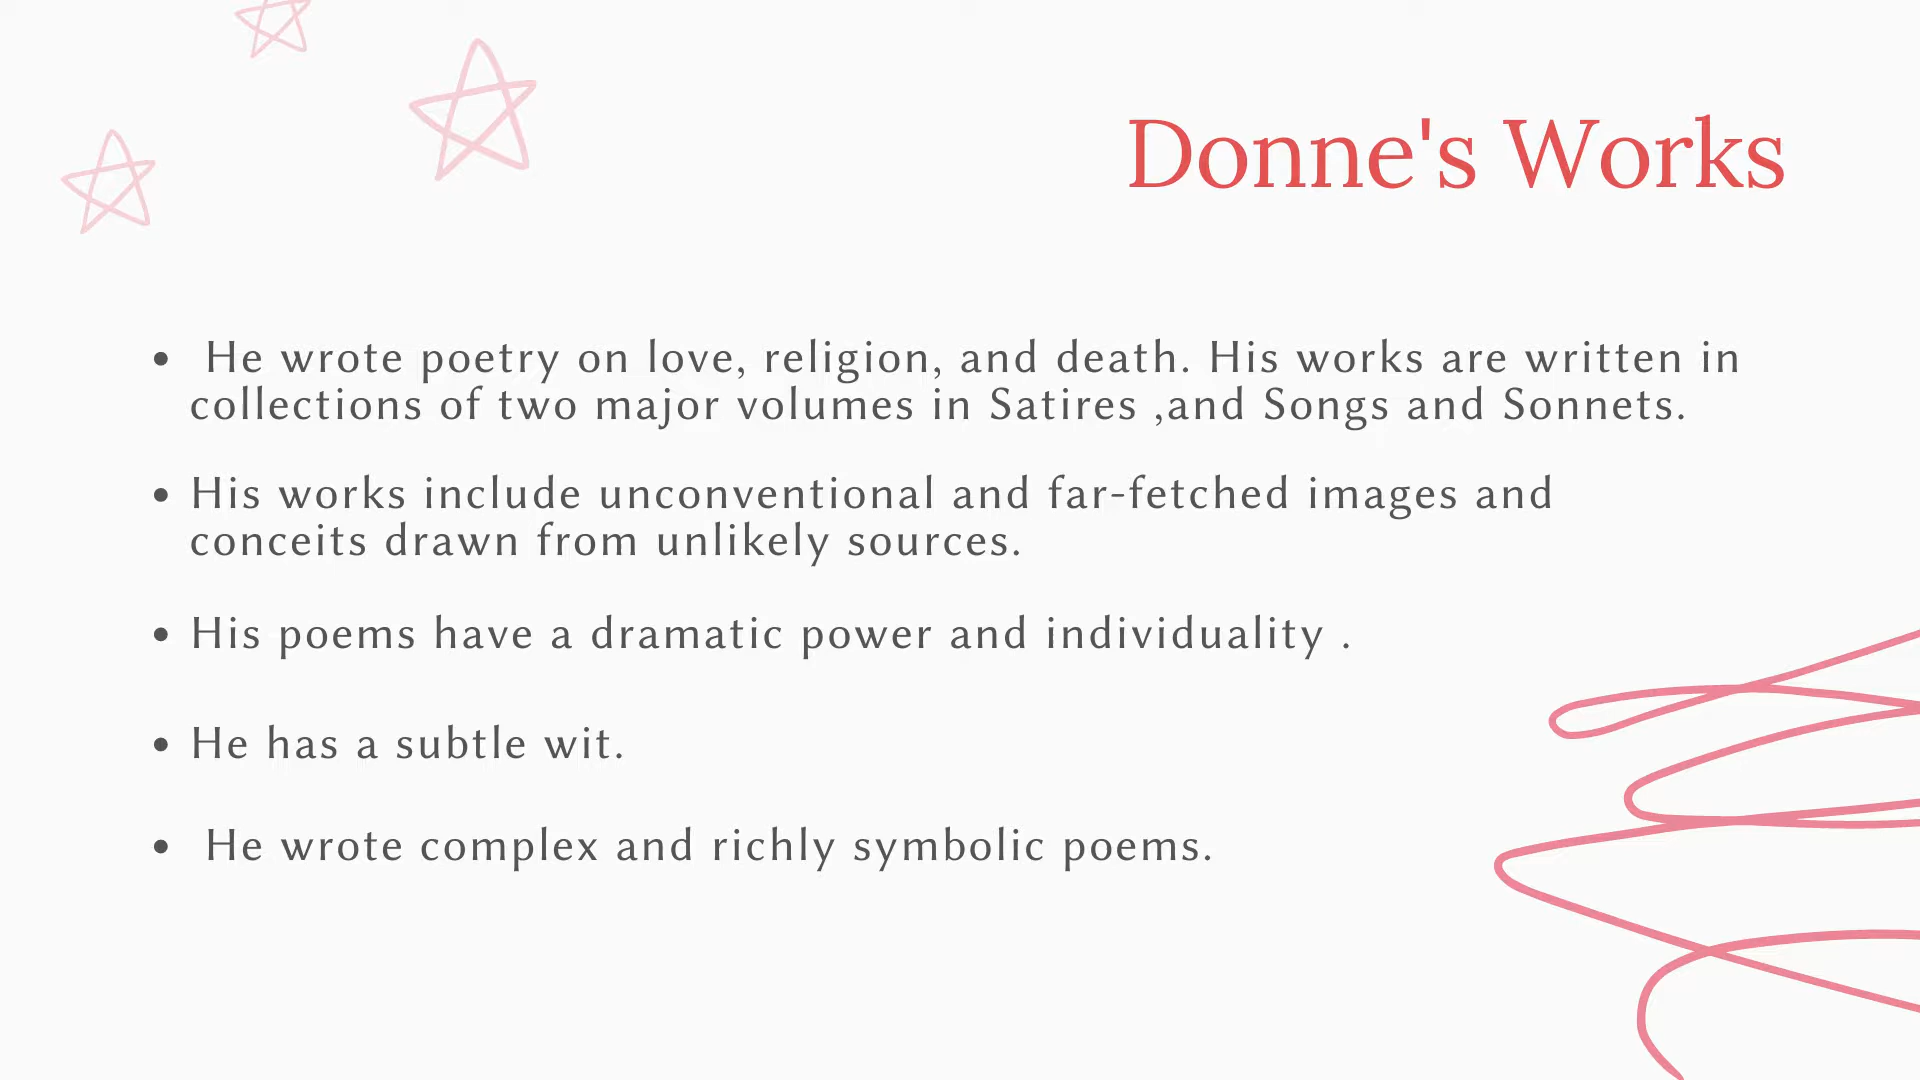 Donne's Works
• He wrote poetry on love, religion, and death. His works are written in
collections of two major volumes in Satires ,and Songs and Sonnets.
• His works include unconventional and far-fetched images and
conceits drawn from unlikely sources.
• His poems have a dramatic power and individuality .
• He has a subtle wit.
• He wrote complex and richly symbolic poems.